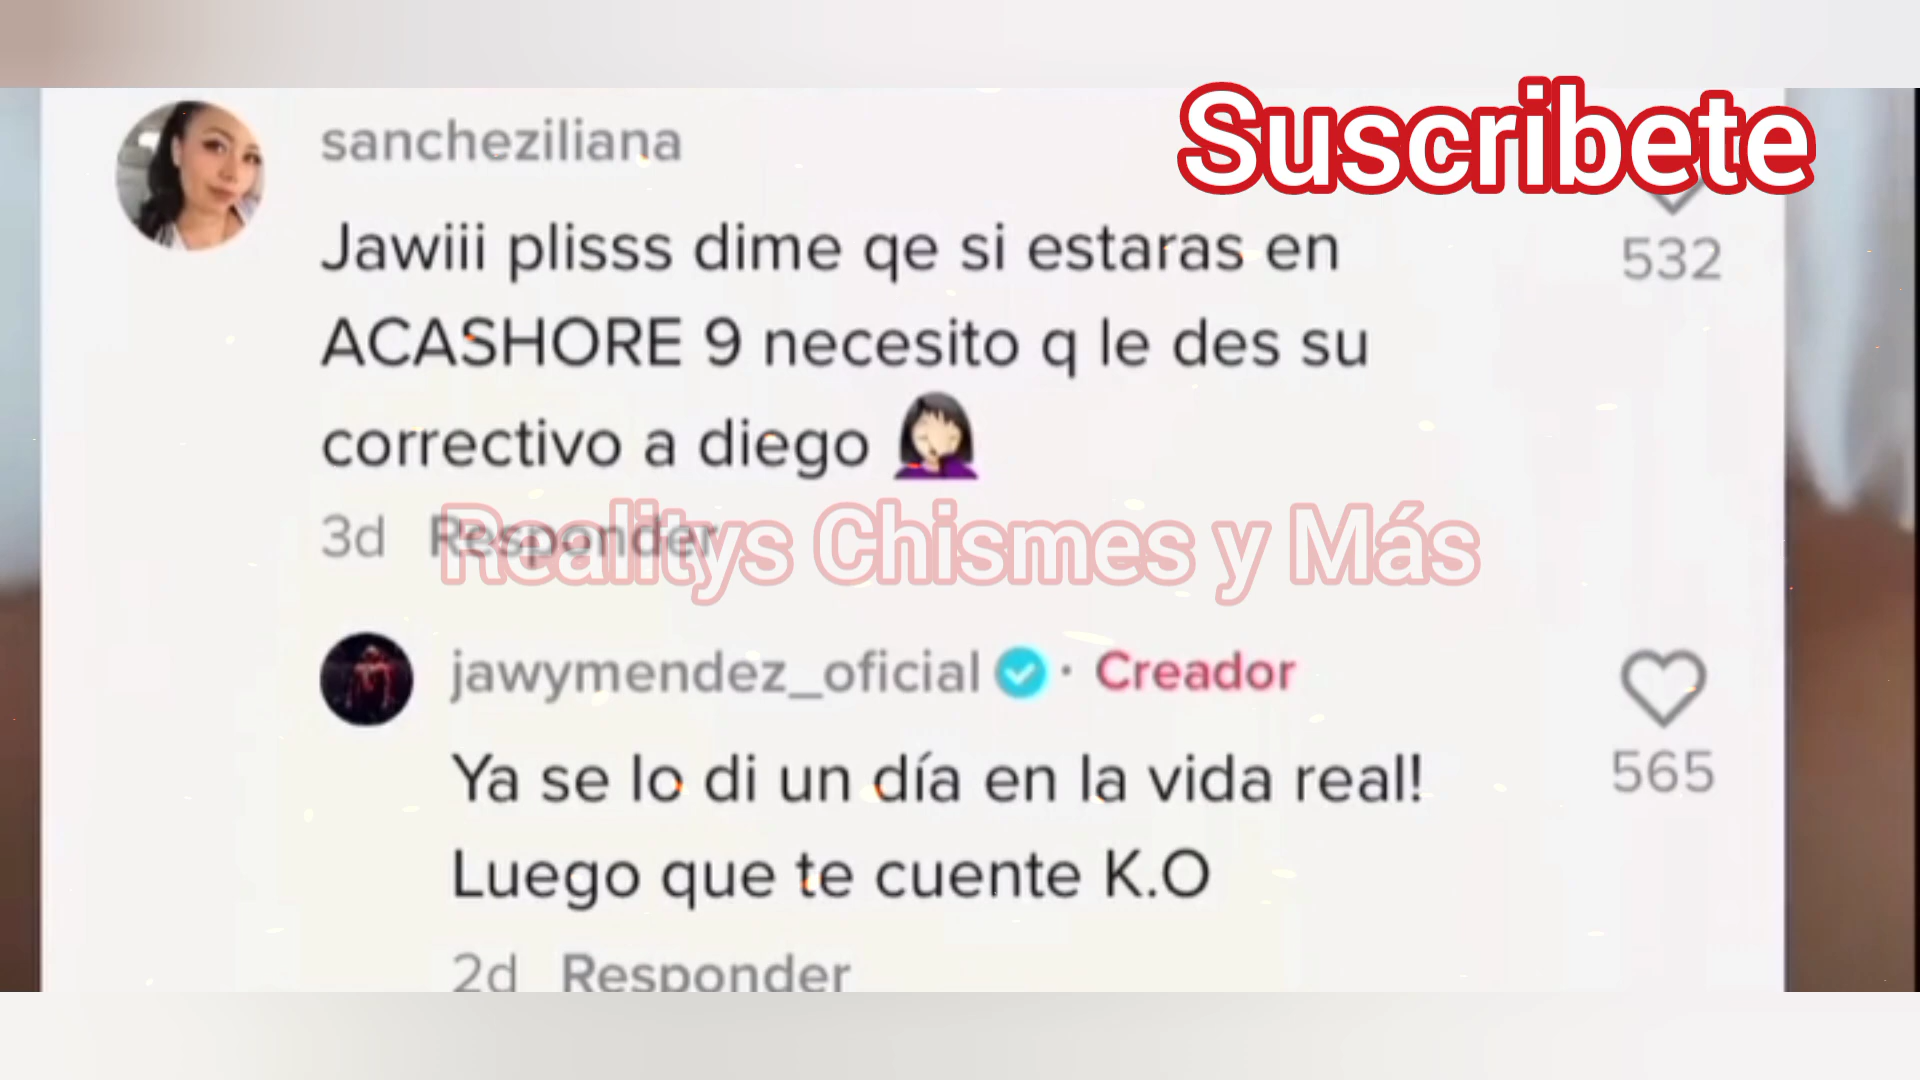 Suscribete
sancheziliana
Jawiii plisss dime qe si estaras en
532
ACASHORE 9 necesito q le des su
correctivo a diego
3d Responder
Realitys Chismes y Más
jawymendez_oficial · Creador
Ya se lo di un día en la vida real!
565
Luego que te cuente K.O
2d Responder